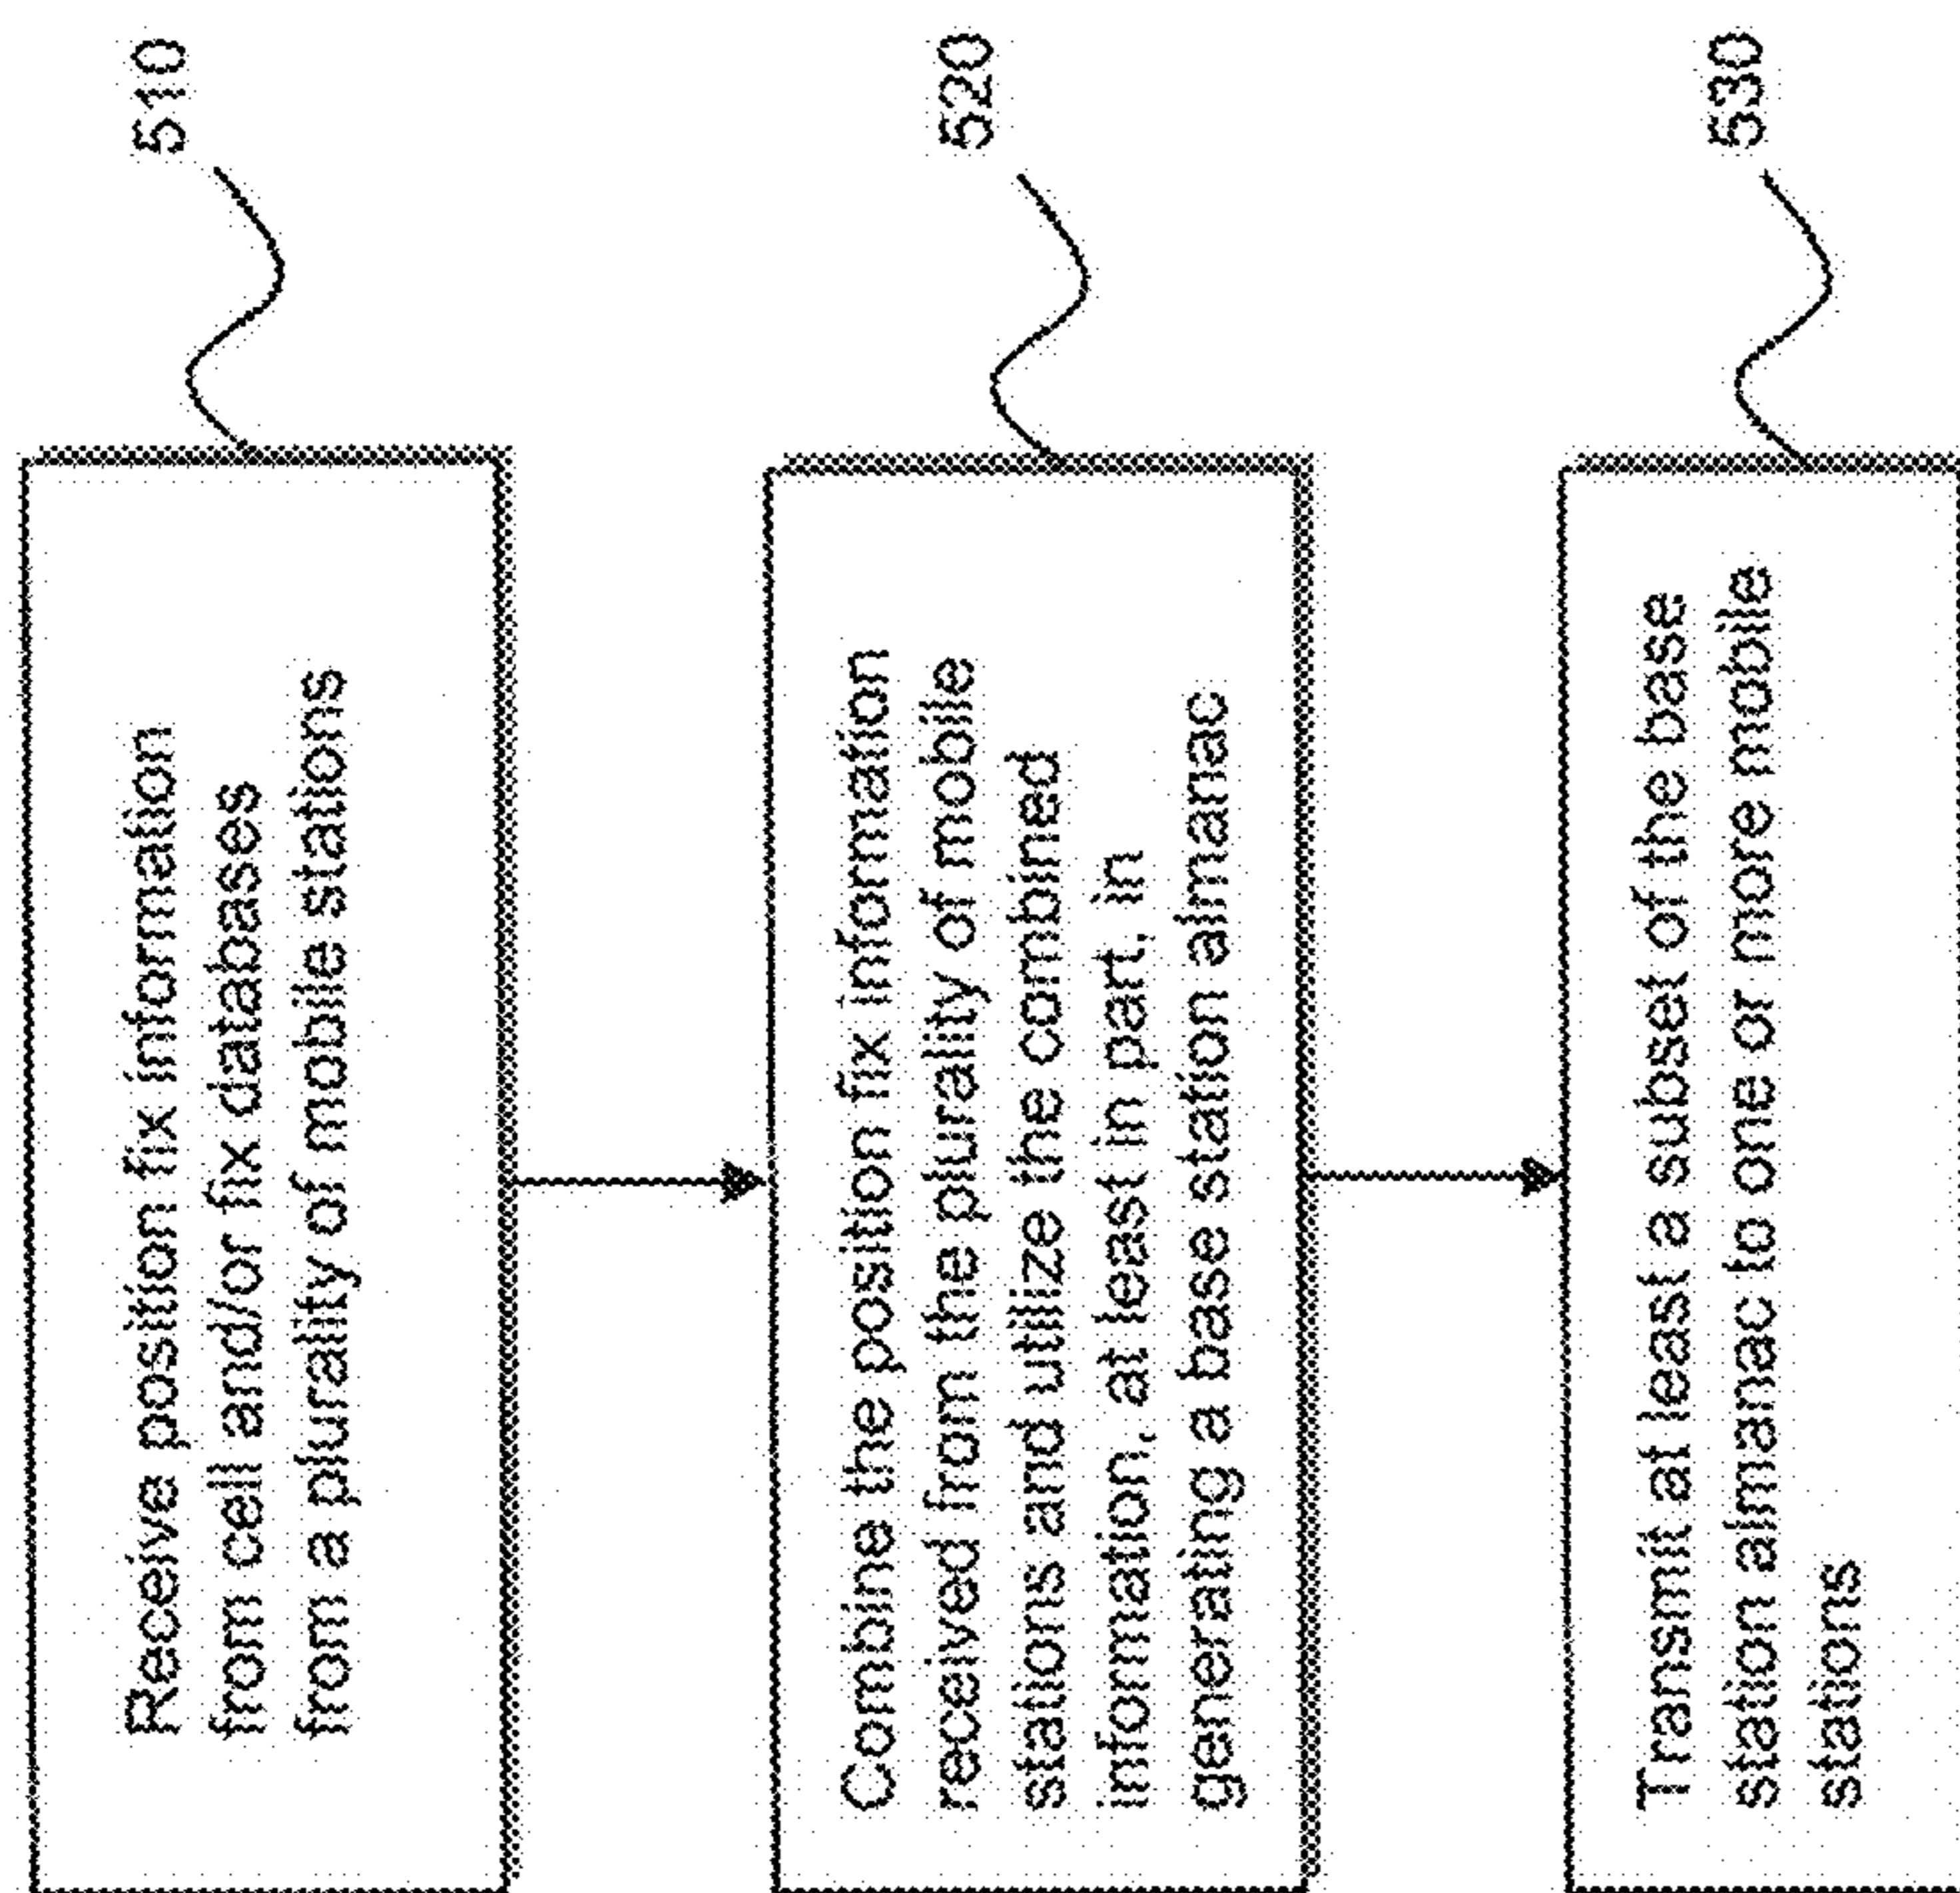 510
Receive position fix information
from cell and/or fix databases
from a plurality of mobile stations
520
Combine the position fix information
received from the plurality of mobile
stations and utilize the combined
information, at least in part, in
generating a base station almanac
530
Transmit at least a subset of the base
station almanac to one or more mobile
stations